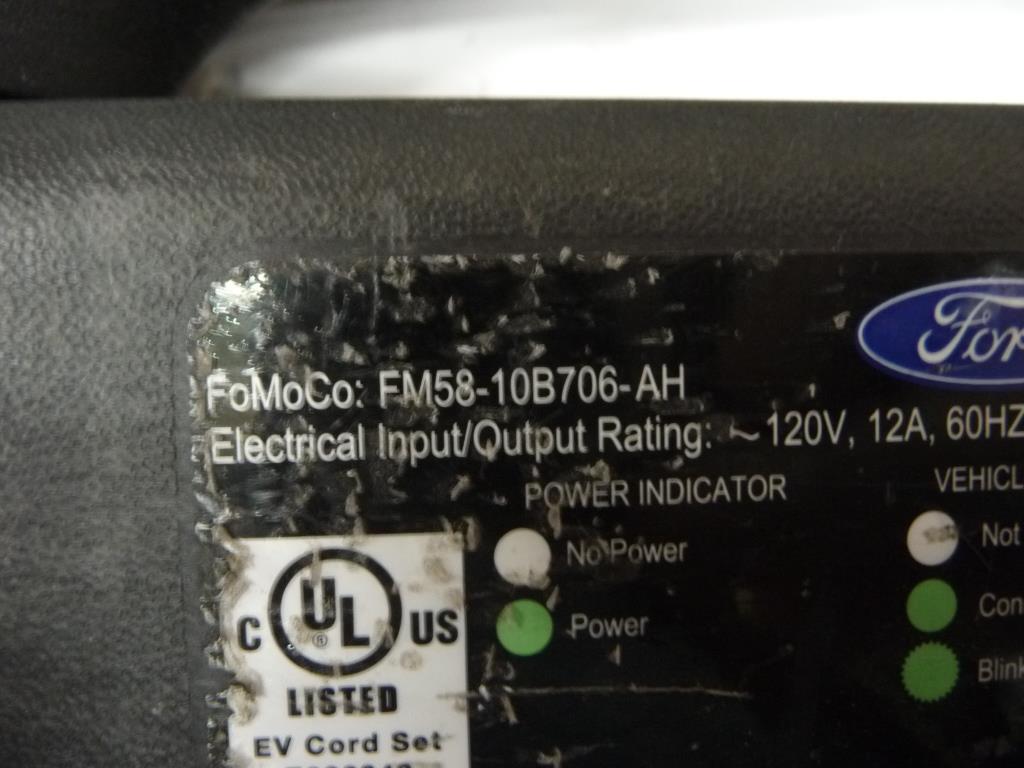 For
FoMoCo: FM58-10B706-AH
Electrical Input/Output Rating: ~ 120V, 12A, 60HZ
POWER INDICATOR
VEHICL
No Power
Not
Power
Con
Blink
C UL ® US
LISTED
EV Cord Set